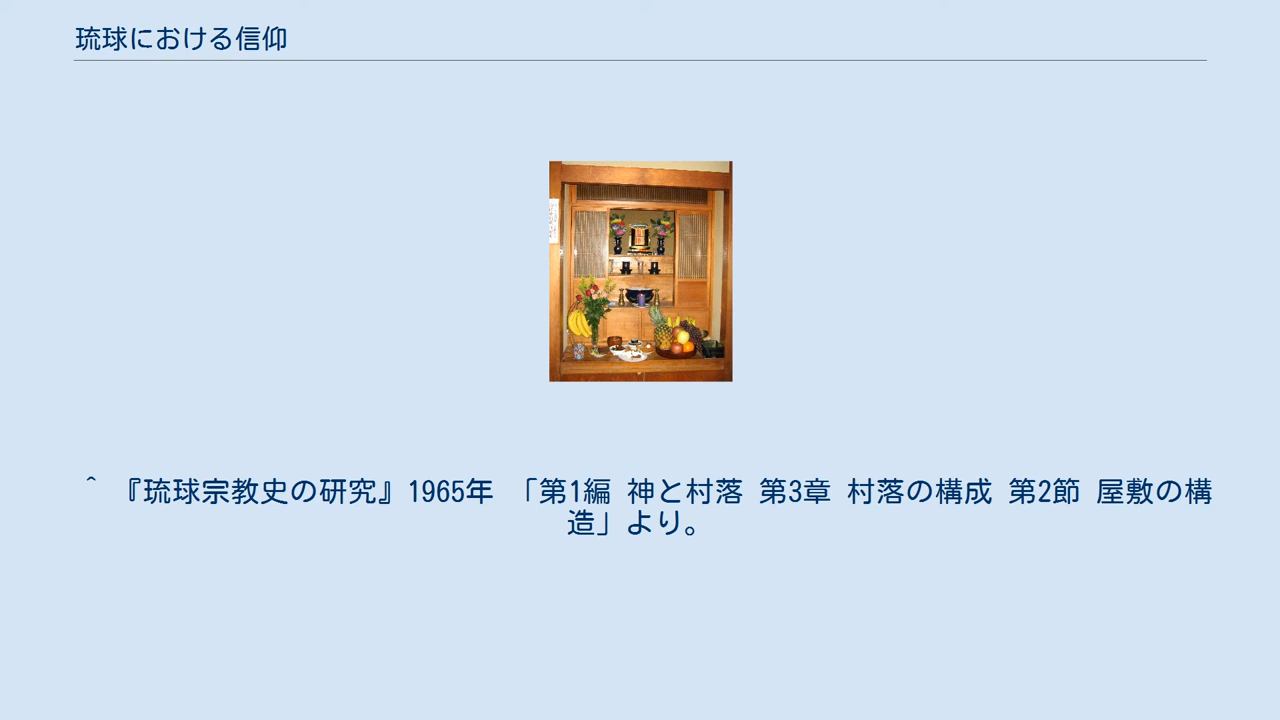 琉球における信仰
^ 『琉球宗教史の研究』1965年 「第1編 神と村落 第3章 村落の構成 第2節 屋敷の構
造」より。